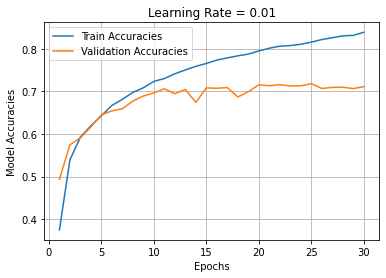 Learning Rate = 0.01
Train Accuracies
Validation Accuracies
Model Accuracies
0.8
0.7
0.6
0.5
0.4
0 5 10 15 20 25 30
Epochs